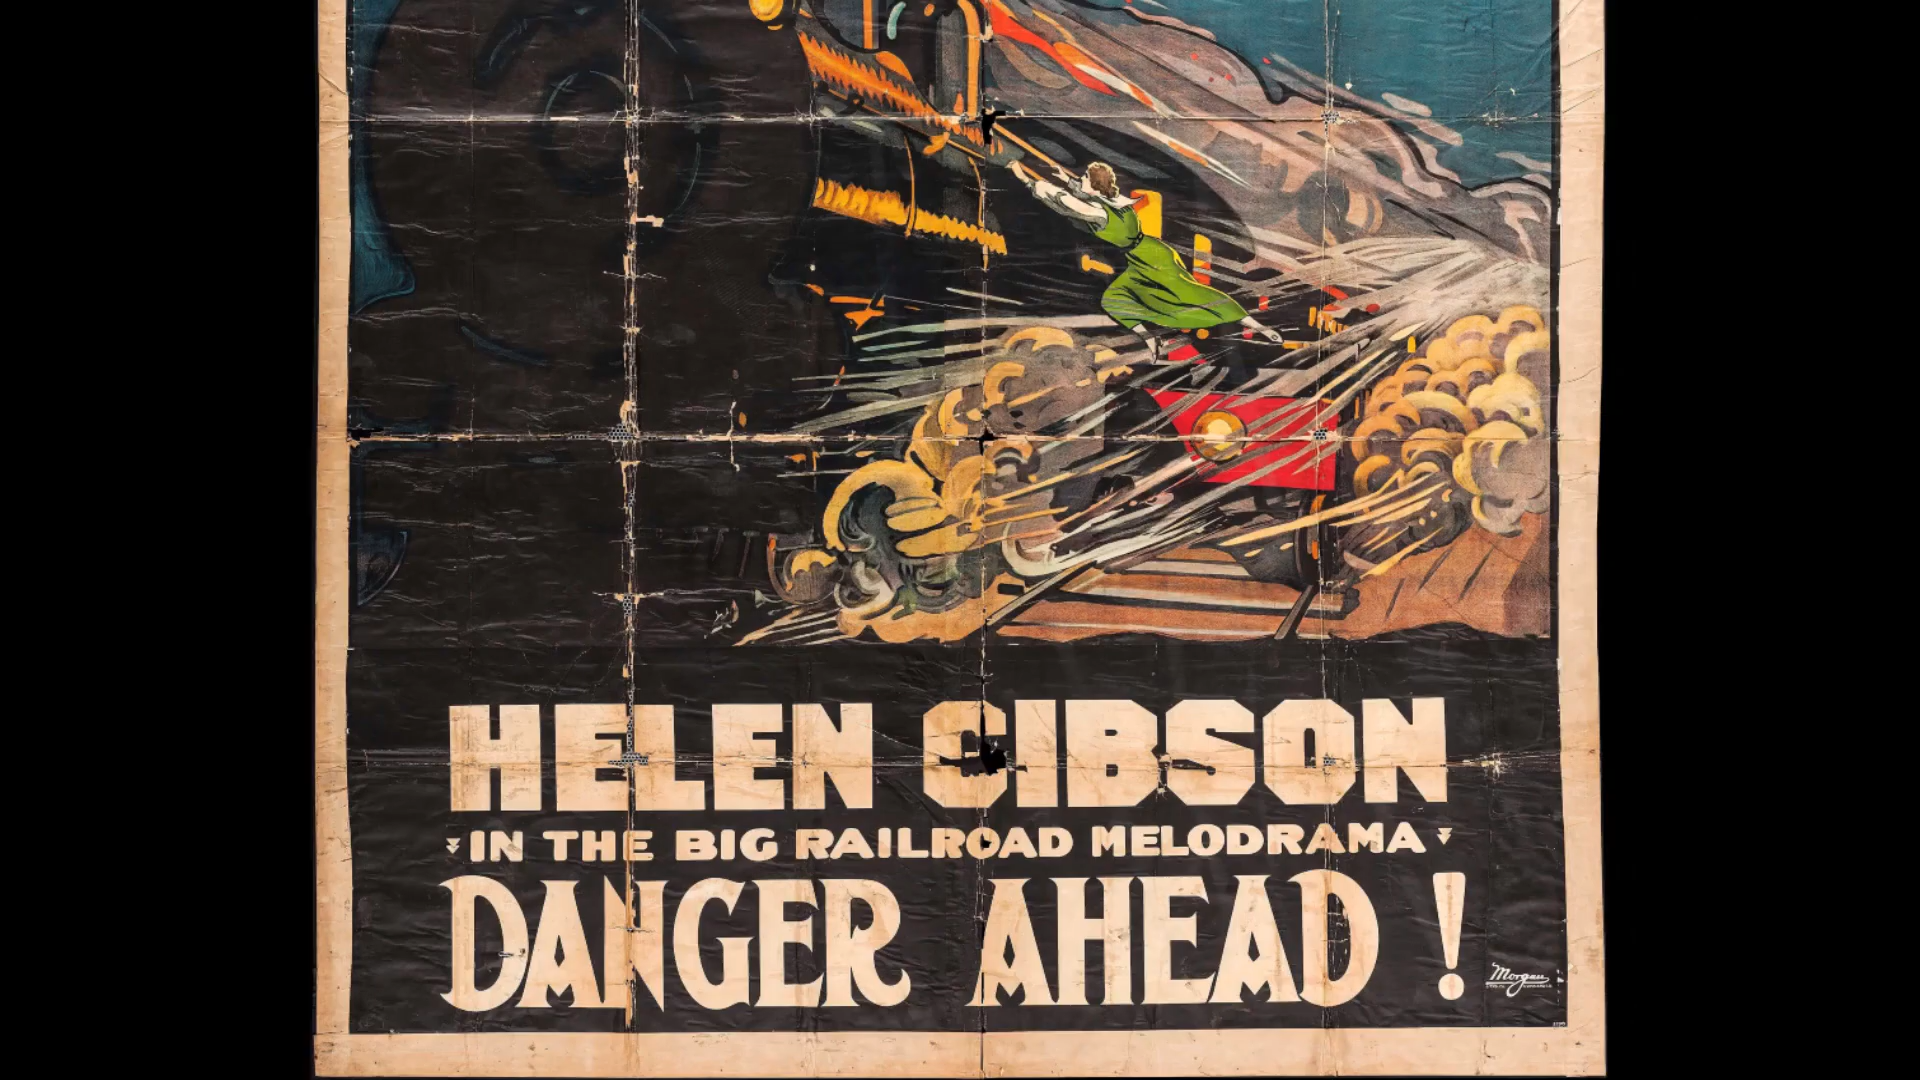 HELEN GIBSON
IN THE BIG RAILROAD MELODRAMA
DANGER AHEAD!
Morgan